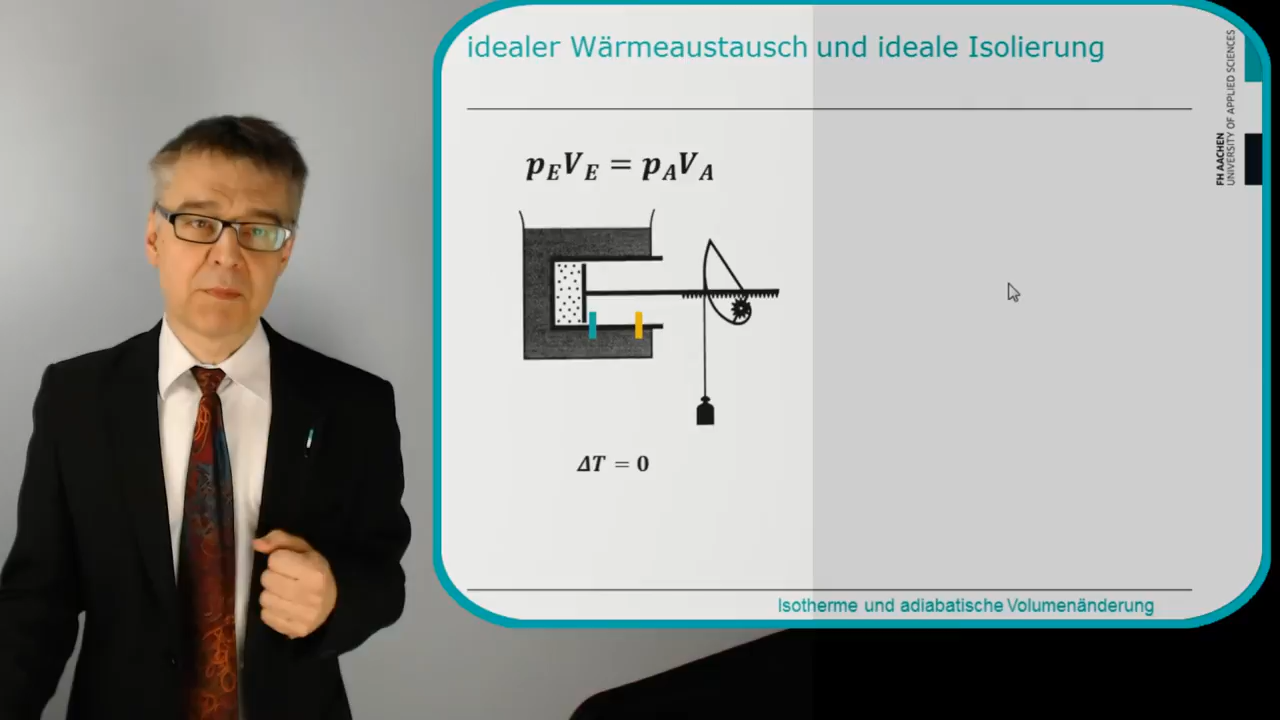 idealer Wärmeaustausch und ideale Isolierung
FH AACHEN
UNIVERSITY OF APPLIED SCIENCES
p_E V_E = p_A V_A
ΔT = 0
Isotherme und adiabatische Volumenänderung